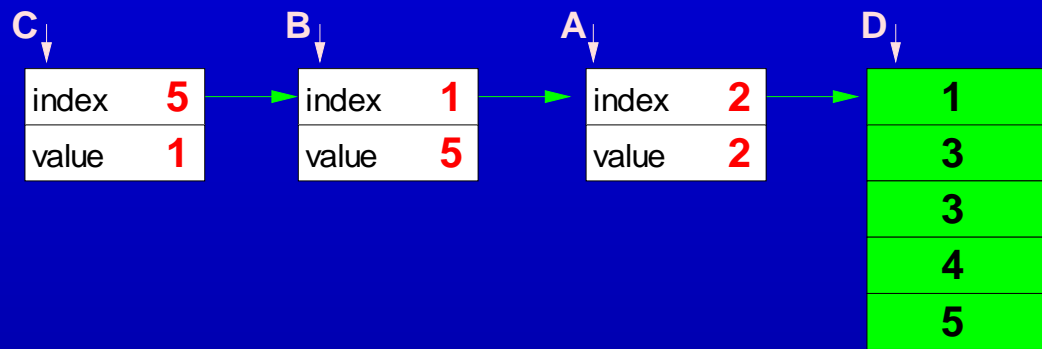 C B A D
index 5 index 1 index 2 1
value 1 value 5 value 2 3
3
4
5